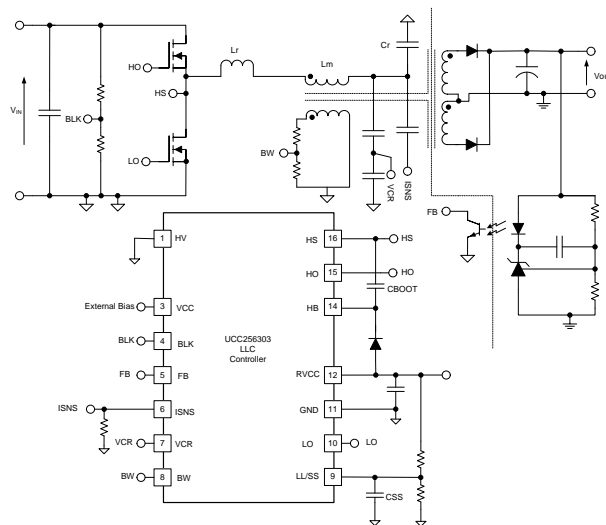 Lr
Lm
Cr
HO
HS
LO
BLK
VIN
BW
VCR
ISNS
FB
1
HV
External Bias
3
VCC
BLK
4
BLK
FB
5
FB
ISNS
6
ISNS
VCR
7
VCR
BW
8
BW
UCC256303
LLC
Controller
HS
16
HS
HO
15
HO
CBOOT
HB
14
RVCC
12
GND
11
LO
10
LO
LL/SS
9
CSS